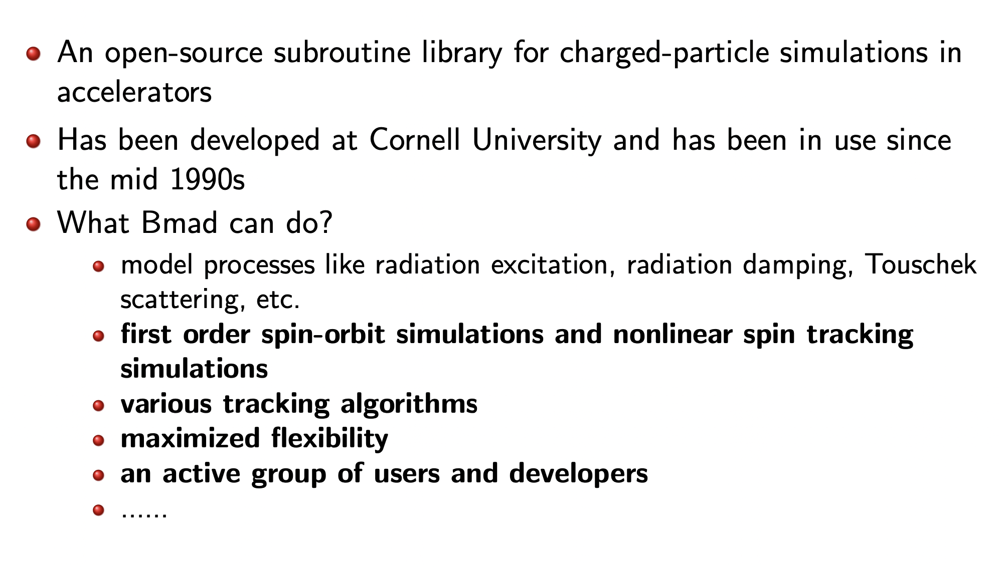 An open-source subroutine library for charged-particle simulations in
accelerators
Has been developed at Cornell University and has been in use since
the mid 1990s
What Bmad can do?
model processes like radiation excitation, radiation damping, Touschek
scattering, etc.
first order spin-orbit simulations and nonlinear spin tracking
simulations
various tracking algorithms
maximized flexibility
an active group of users and developers
......